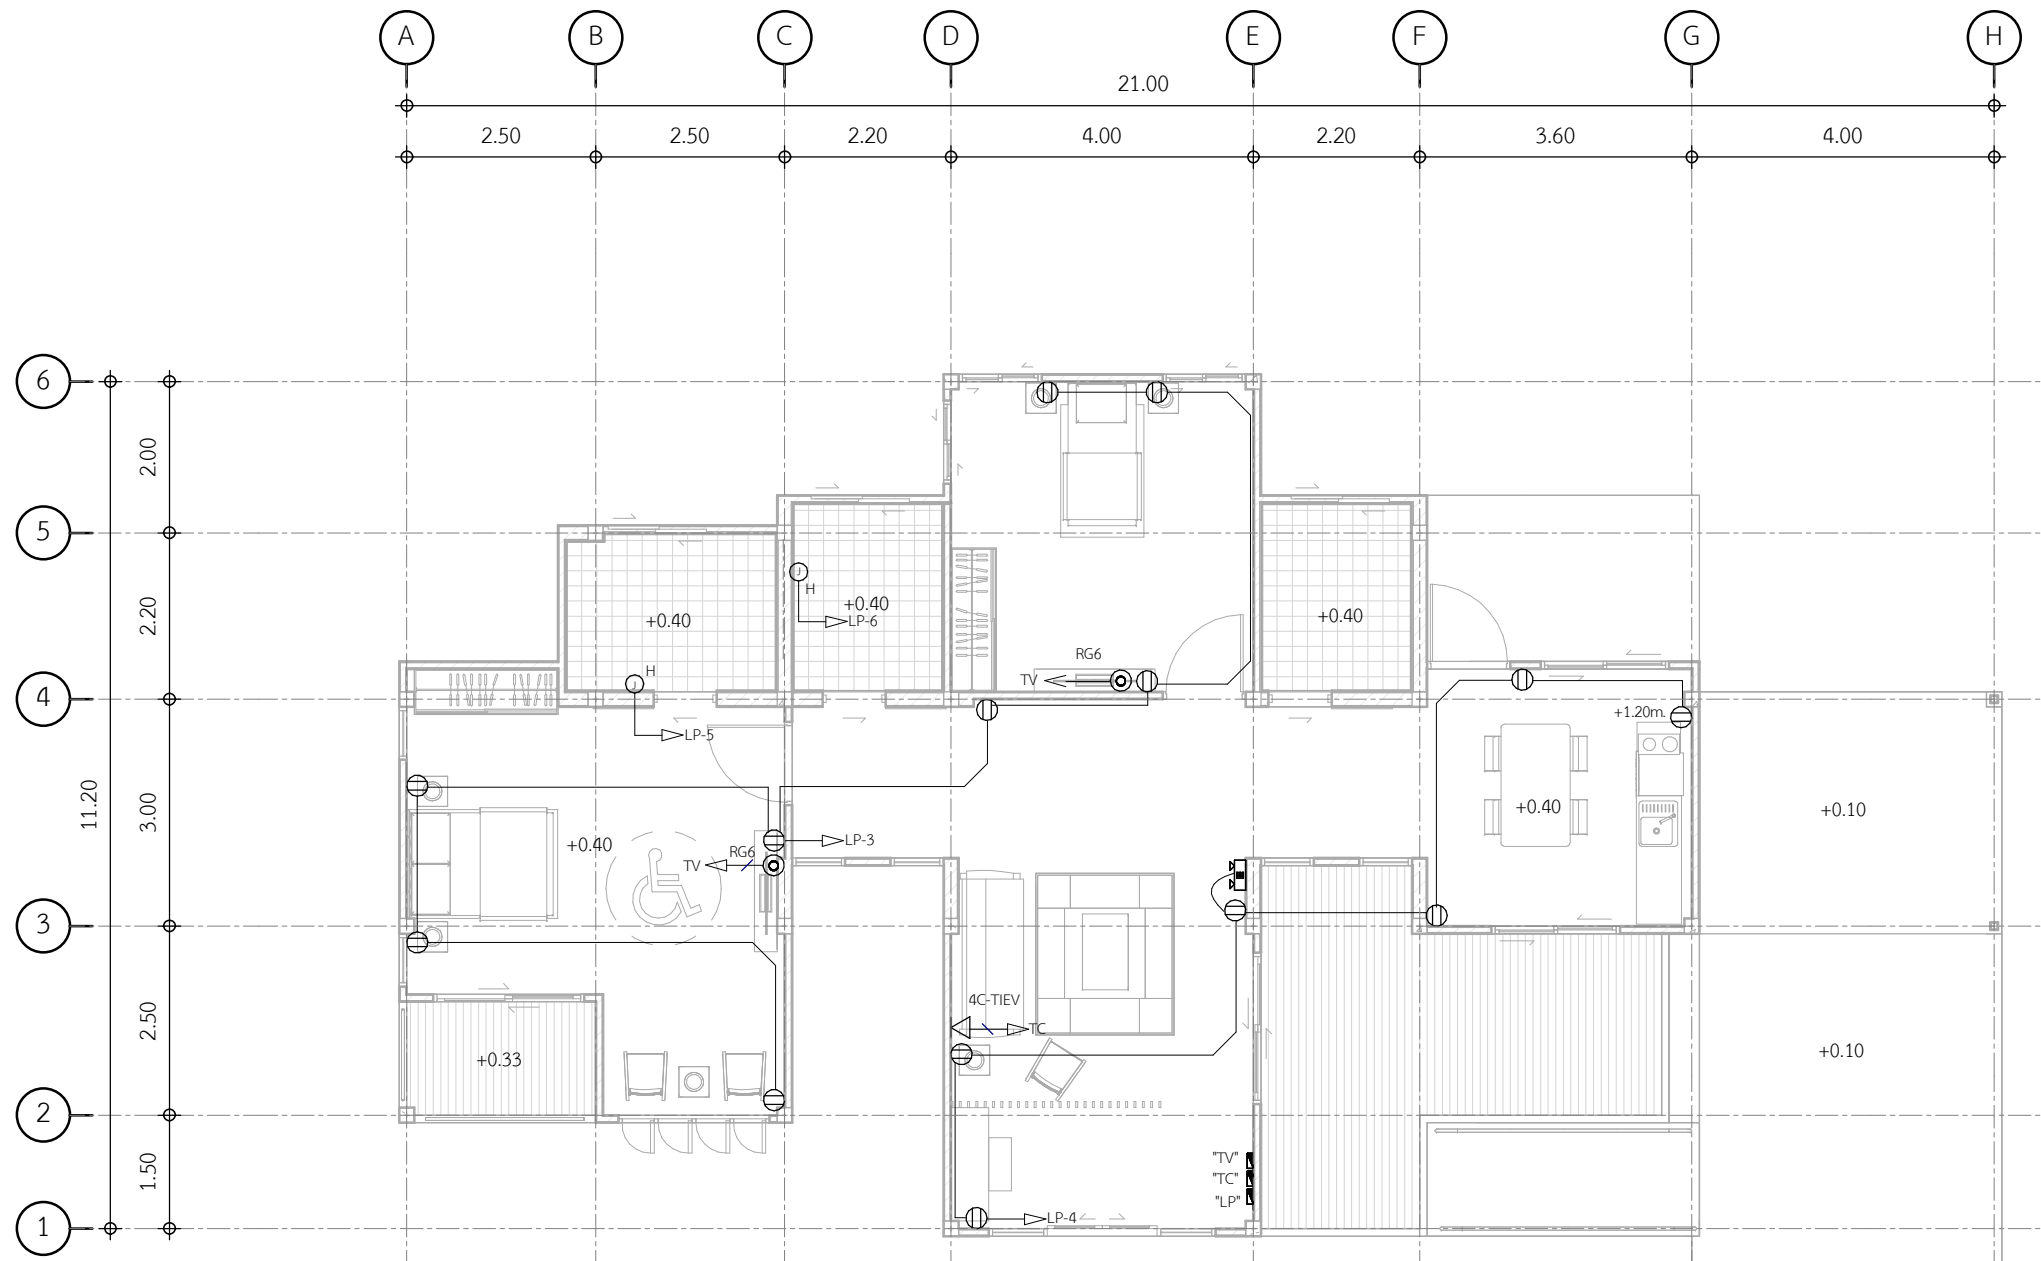 A B C D E F G H
21.00
2.50 2.50 2.20 4.00 2.20 3.60 4.00
6
2.00
5
H
+0.40
LP-6
+0.40
+0.40
2.20
RG6
H
TV
4
+1.20m.
LP-5
11.20
3.00
+0.40
+0.10
LP-3
+0.40
RG6
TV
3
4C-TIEV
TC
2.50
+0.33
+0.10
2
1.50
"TV"
"TC"
"LP"
LP-4
1